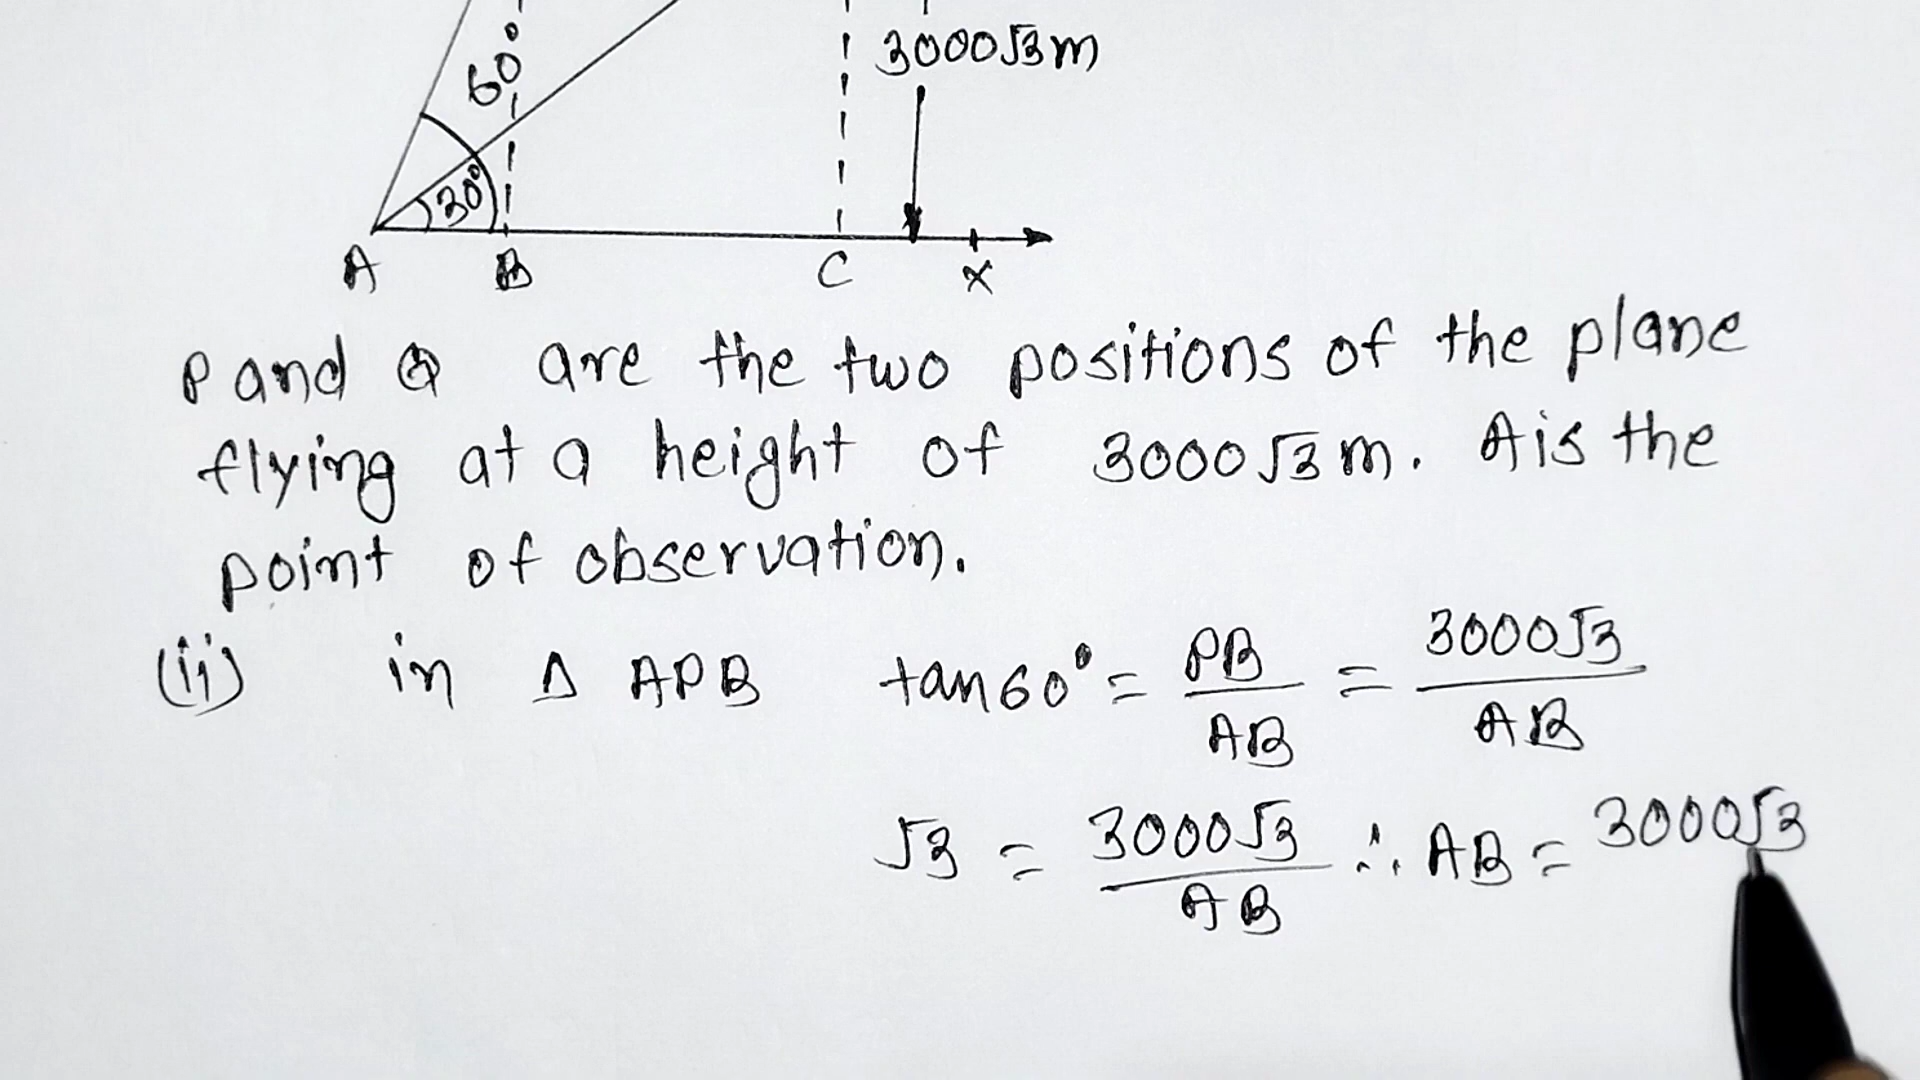 60°
3000√3m
30°
A B C X
P and Q are the two positions of the plane
flying at a height of 3000√3 m. A is the
point of observation.
(ii) in Δ APB tan60° = PB/AB = 3000√3/AB
√3 = 3000√3/AB ∴ AB = 3000√3